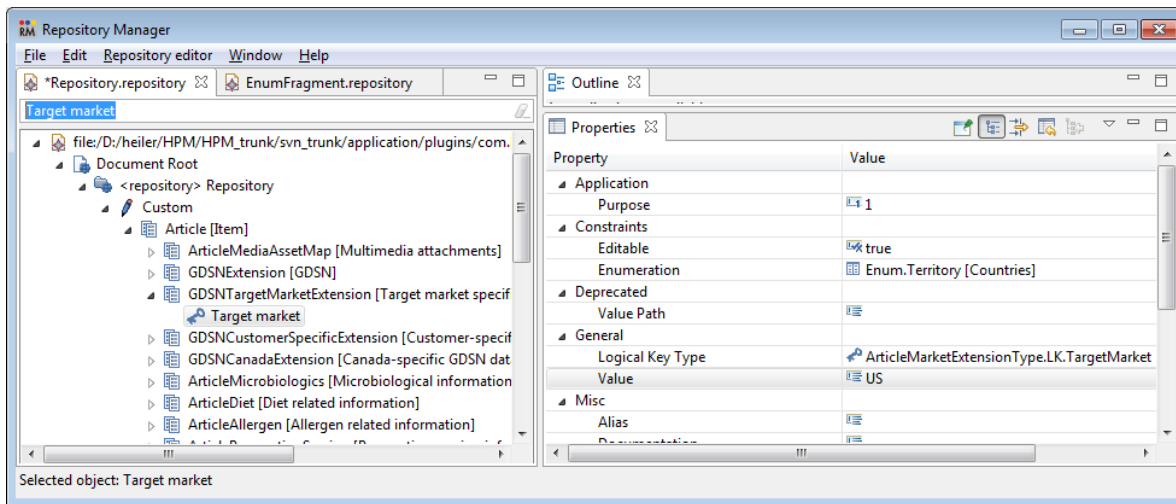 RM Repository Manager
File Edit Repository editor Window Help
*Repository.repository EnumFragment.repository
Target market
file:/D:/heiler/HPM/HPM_trunk/svn_trunk/application/plugins/com.
Document Root
<repository> Repository
Custom
Article [Item]
ArticleMediaAssetMap [Multimedia attachments]
GDSNExtension [GDSN]
GDSNTargetMarketExtension [Target market specif
Target market
GDSNCustomerSpecificExtension [Customer-specif
GDSNCanadaExtension [Canada-specific GDSN dat
ArticleMicrobiologics [Microbiological information
ArticleDiet [Diet related information]
ArticleAllergen [Allergen related information]
Outline
Properties
Property Value
Application
Purpose 1
Constraints
Editable true
Enumeration Enum.Territory [Countries]
Deprecated
Value Path
General
Logical Key Type ArticleMarketExtensionType.LK.TargetMarket
Value US
Misc
Alias
Documentation
Selected object: Target market